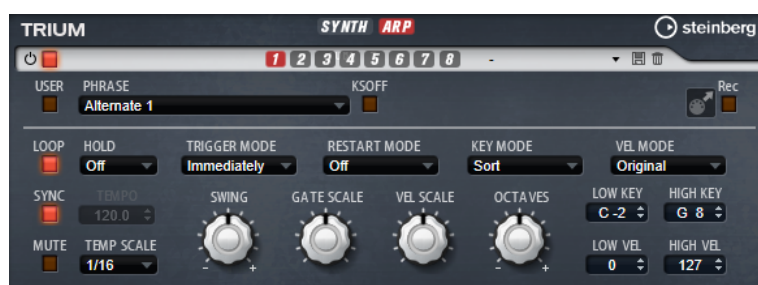 TRIUM SYNTH ARP steinberg
1 2 3 4 5 6 7 8 -
USER PHRASE KSOFF Rec
Alternate 1
LOOP HOLD TRIGGER MODE RESTART MODE KEY MODE VEL MODE
Off Immediately Off Sort Original
SYNC TEMPO SWING GATE SCALE VEL SCALE OCTAVES LOW KEY HIGH KEY
120.0 C -2 G 8
MUTE TEMP SCALE LOW VEL HIGH VEL
1/16 - + - + 0 127